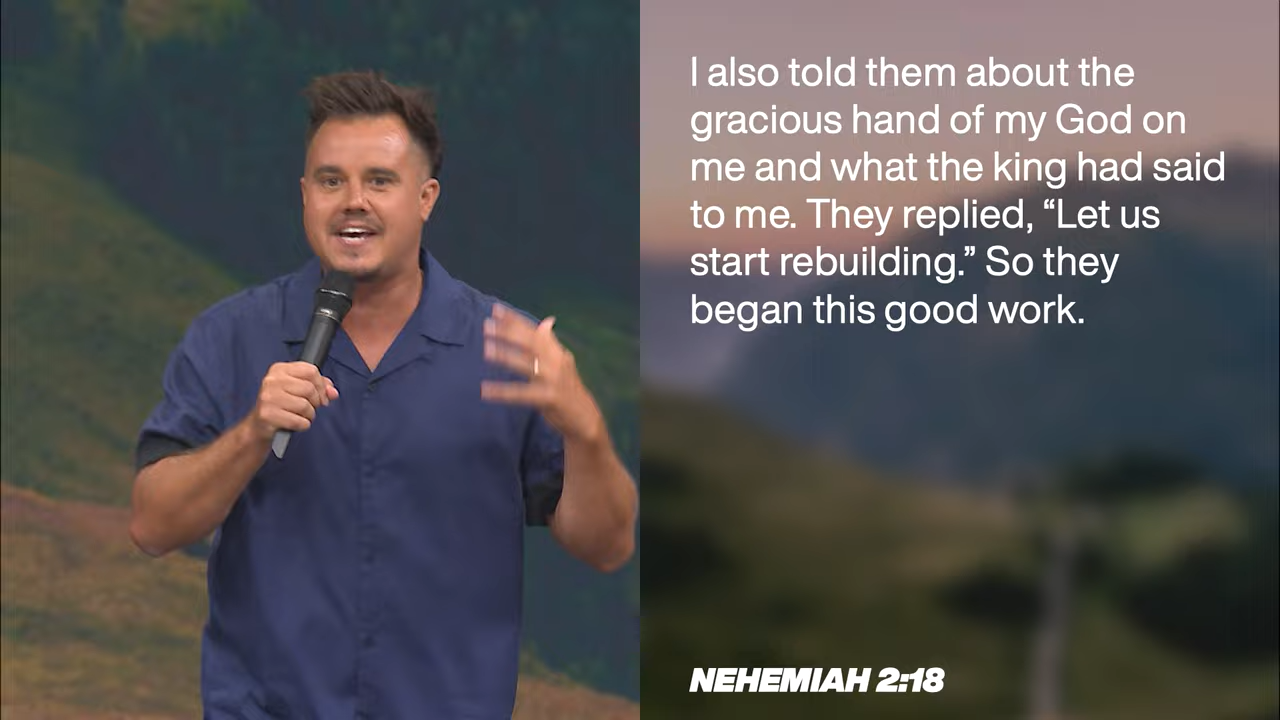 I also told them about the
gracious hand of my God on
me and what the king had said
to me. They replied, “Let us
start rebuilding.” So they
began this good work.
NEHEMIAH 2:18